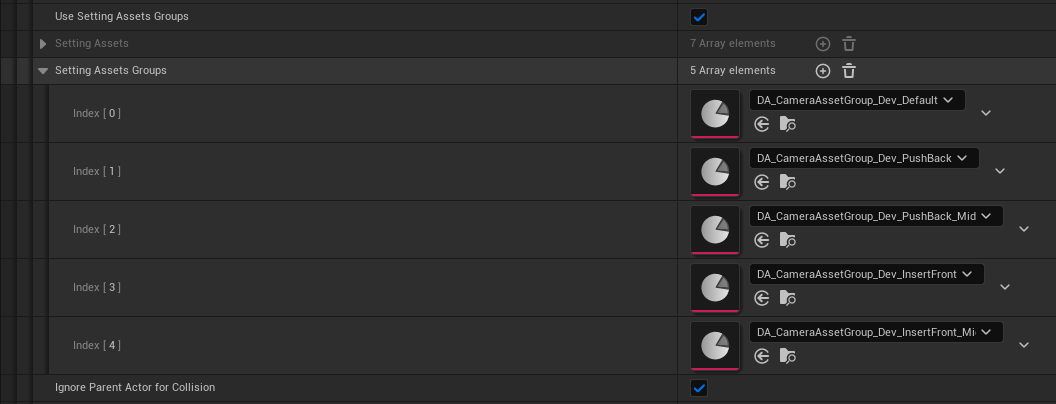 Use Setting Assets Groups
Setting Assets 7 Array elements
Setting Assets Groups 5 Array elements
Index [ 0 ] DA_CameraAssetGroup_Dev_Default
Index [ 1 ] DA_CameraAssetGroup_Dev_PushBack
Index [ 2 ] DA_CameraAssetGroup_Dev_PushBack_Mid
Index [ 3 ] DA_CameraAssetGroup_Dev_InsertFront
Index [ 4 ] DA_CameraAssetGroup_Dev_InsertFront_Mi
Ignore Parent Actor for Collision